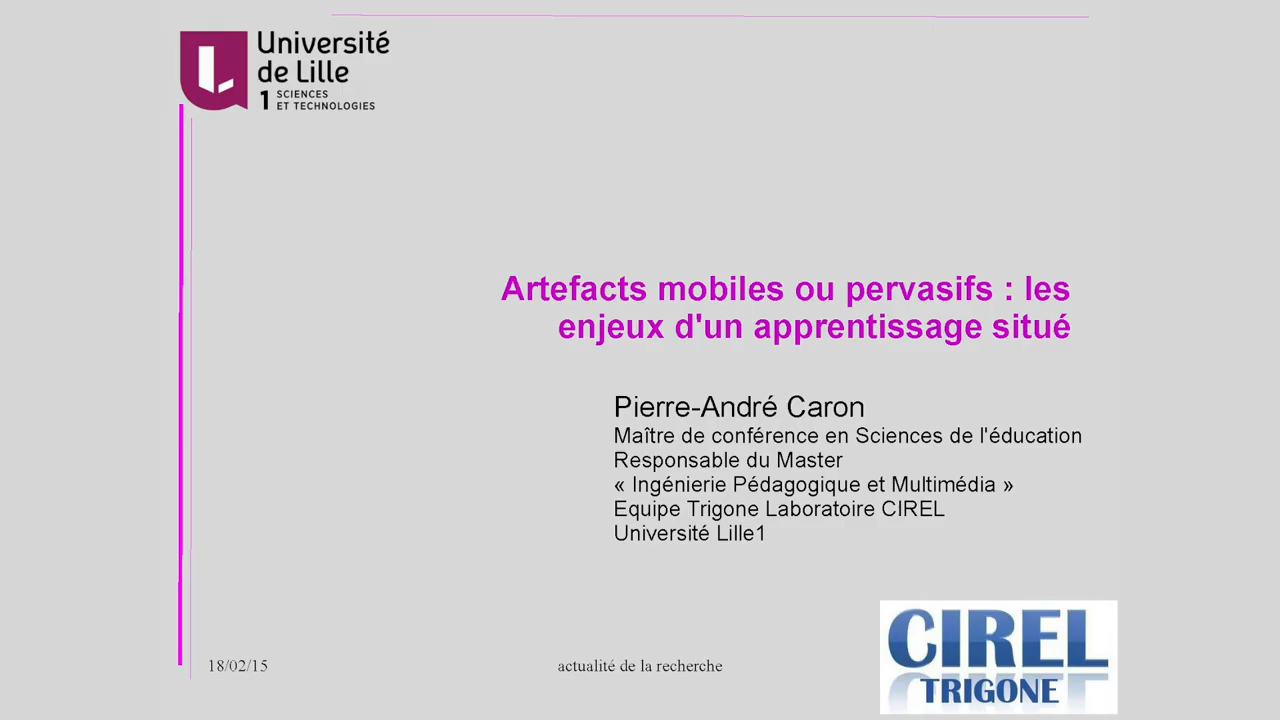 Université
de Lille
1 SCIENCES
ET TECHNOLOGIES
Artefacts mobiles ou pervasifs : les
enjeux d'un apprentissage situé
Pierre-André Caron
Maître de conférence en Sciences de l'éducation
Responsable du Master
« Ingénierie Pédagogique et Multimédia »
Equipe Trigone Laboratoire CIREL
Université Lille1
18/02/15
actualité de la recherche
CIREL
TRIGONE